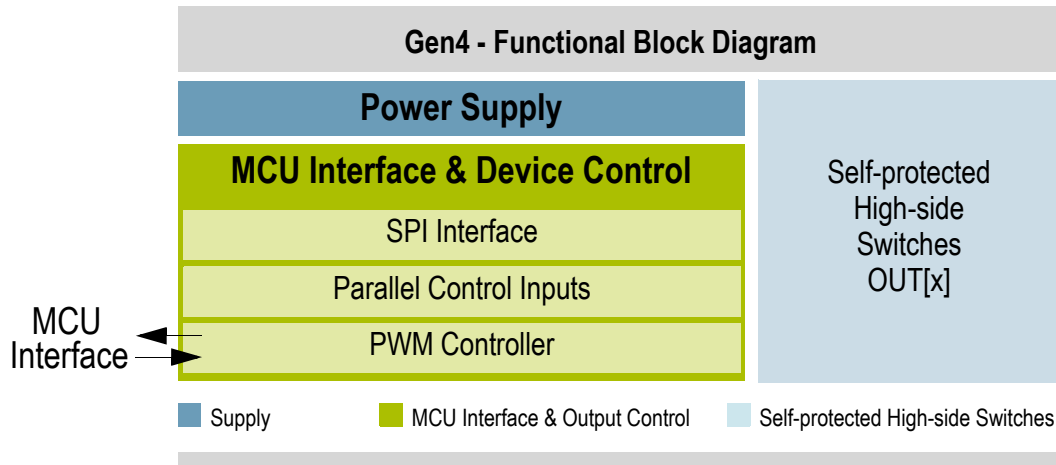 Gen4 - Functional Block Diagram
Power Supply
MCU Interface & Device Control
SPI Interface
Parallel Control Inputs
PWM Controller
Self-protected
High-side
Switches
OUT[x]
MCU
Interface
Supply
MCU Interface & Output Control
Self-protected High-side Switches